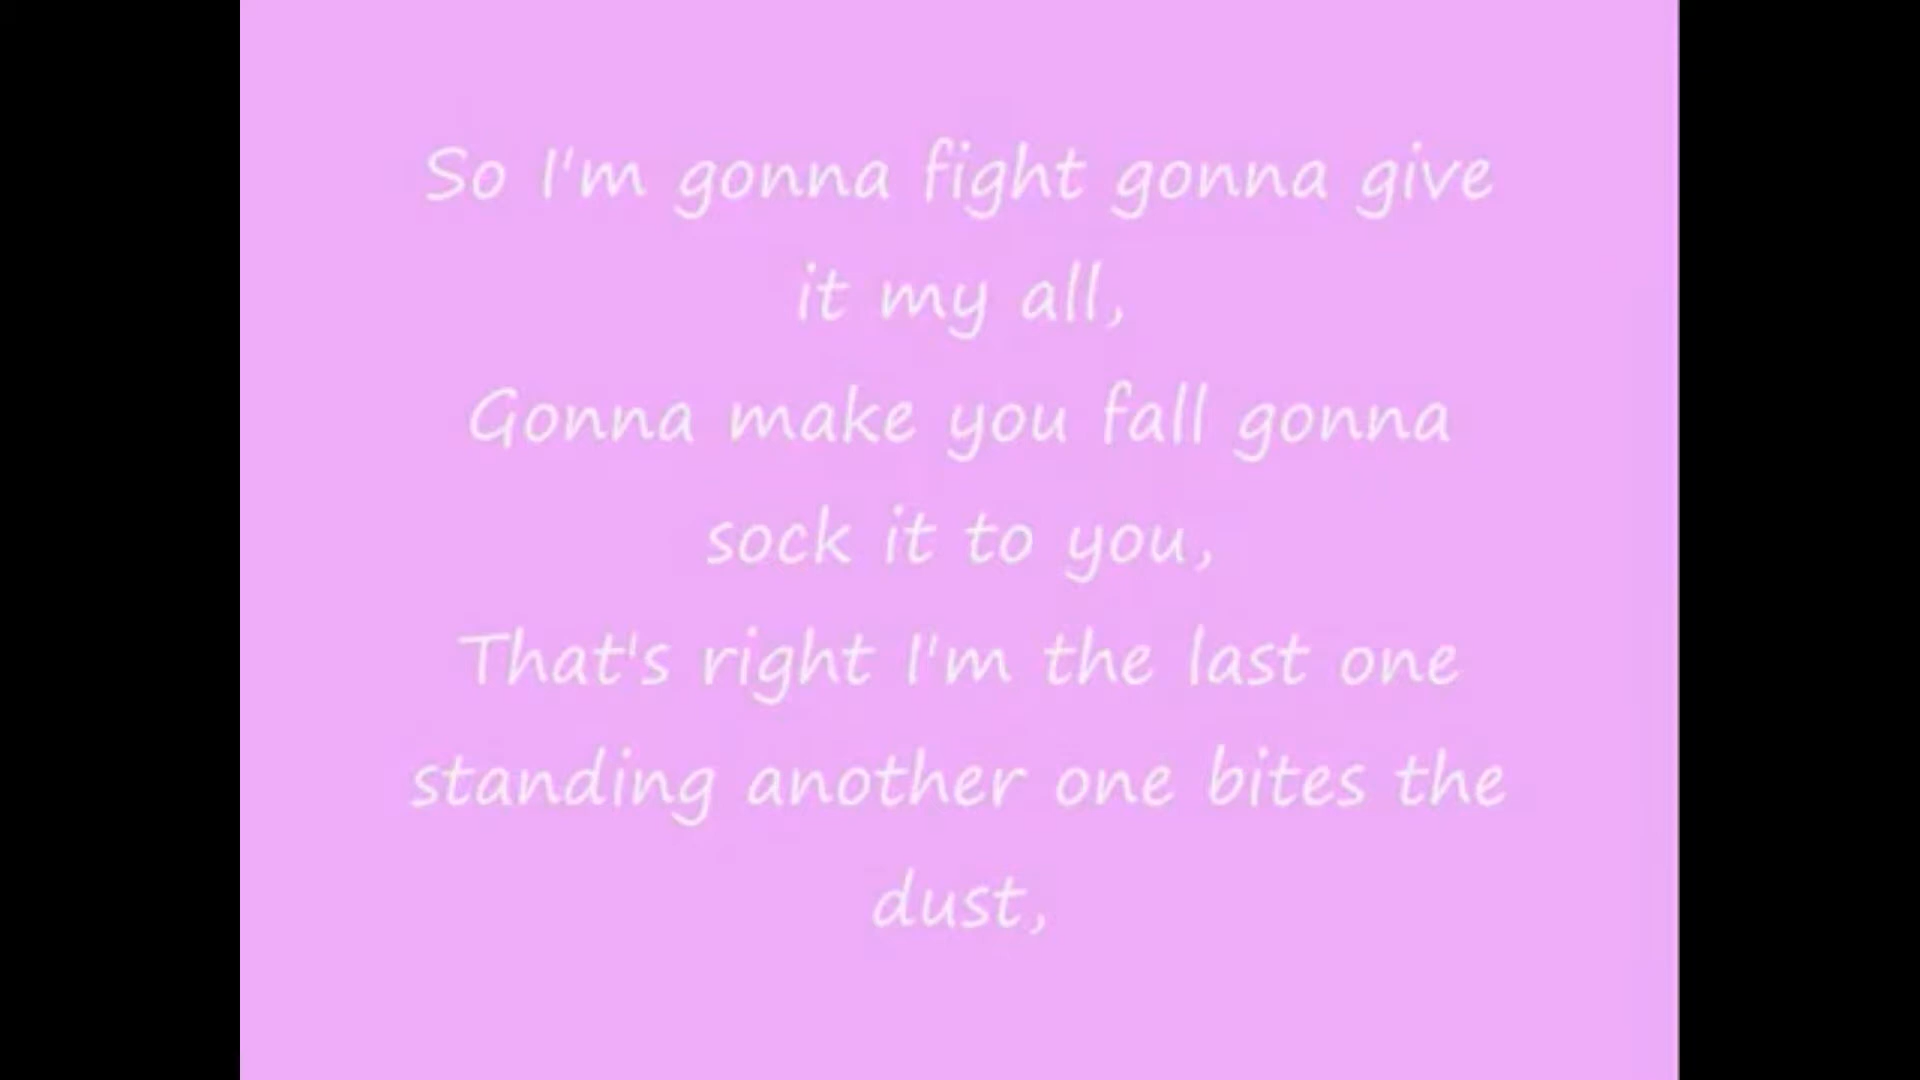 So I'm gonna fight gonna give
it my all,
Gonna make you fall gonna
sock it to you,
That's right I'm the last one
standing another one bites the
dust,